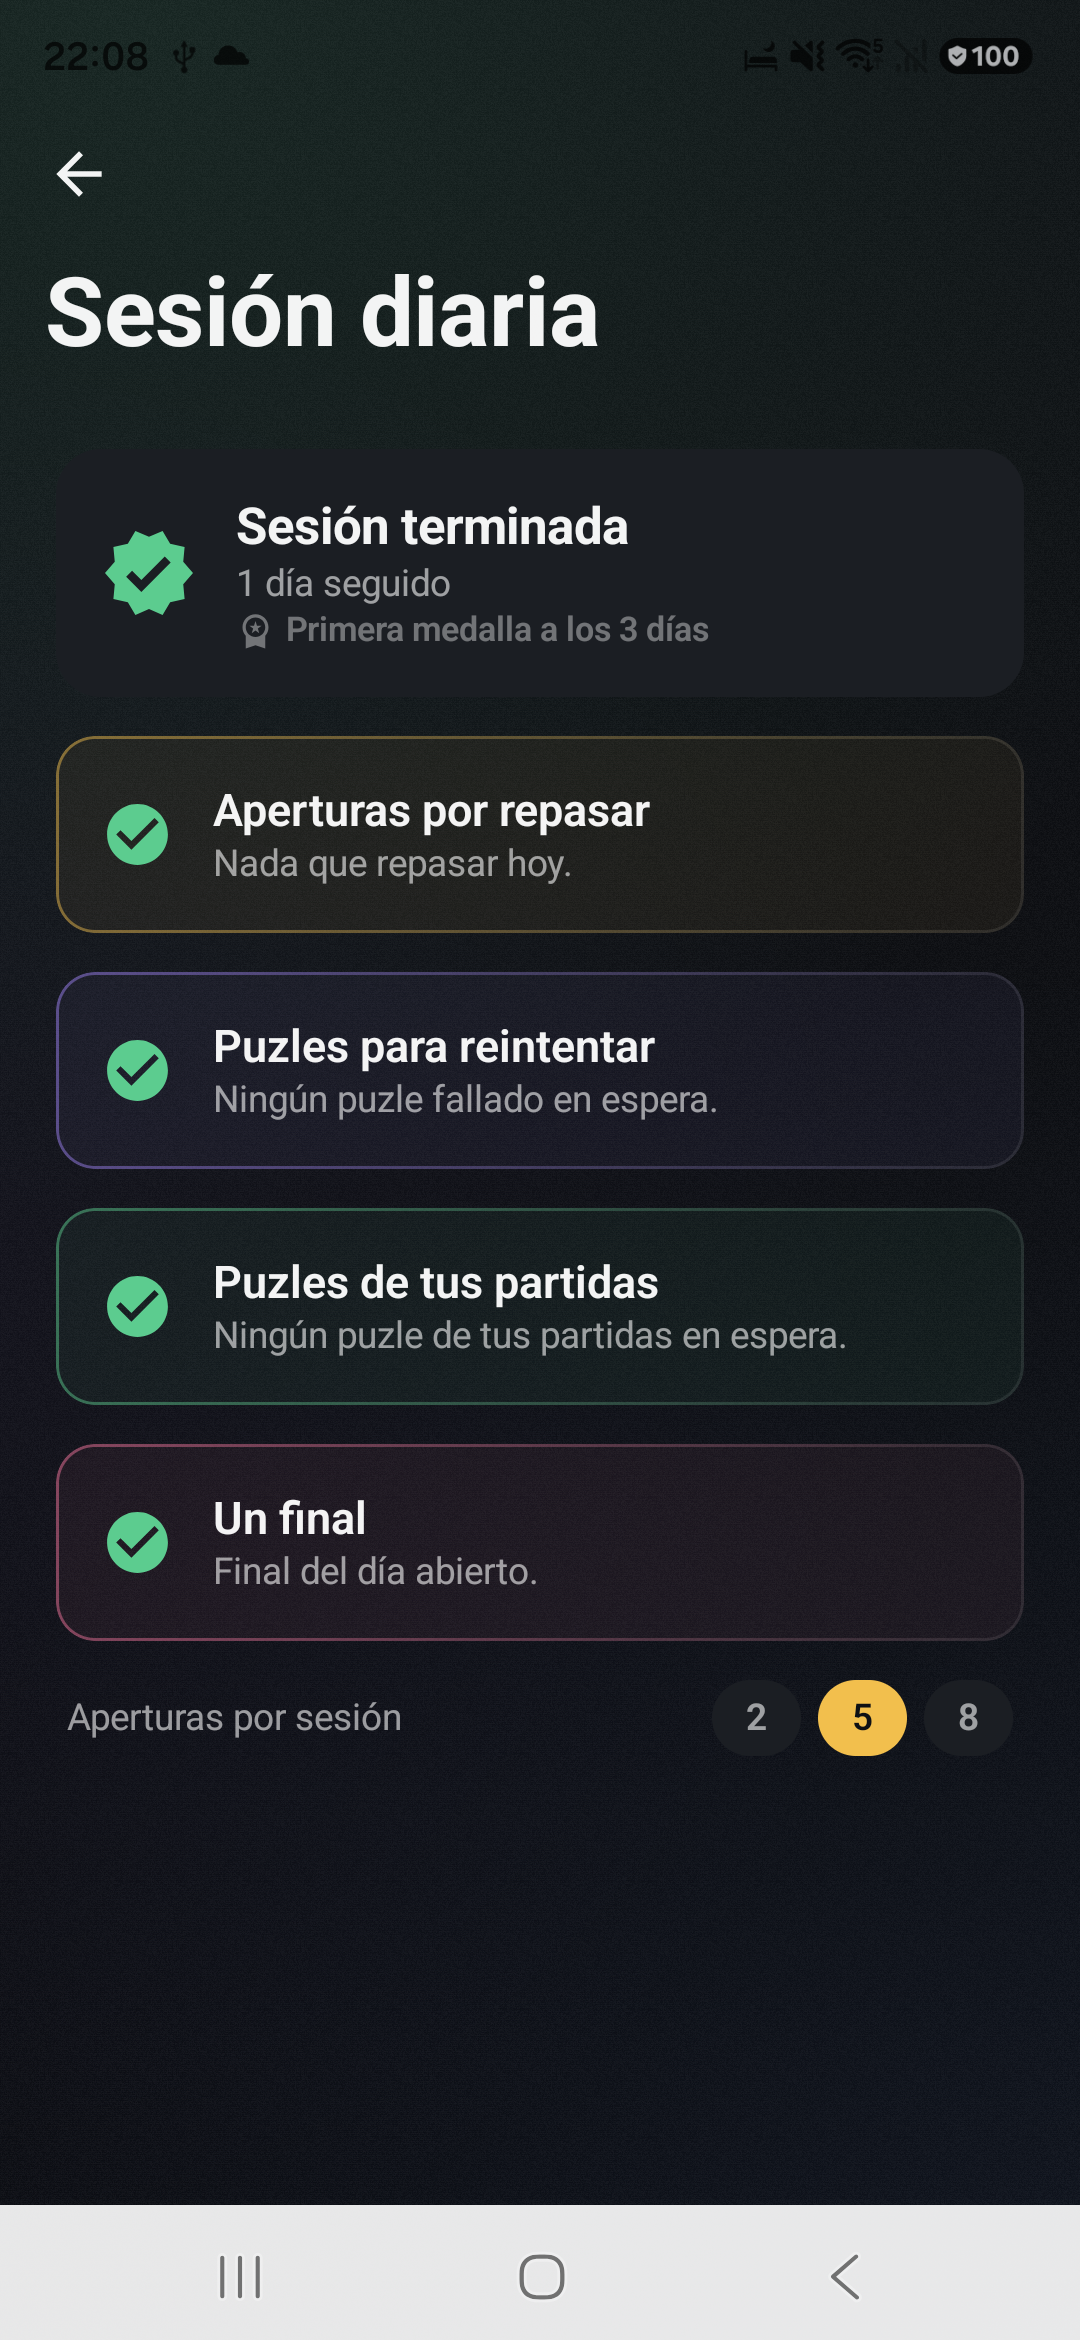 22:08
5
100
Sesión diaria
Sesión terminada
1 día seguido
Primera medalla a los 3 días
Aperturas por repasar
Nada que repasar hoy.
Puzles para reintentar
Ningún puzle fallado en espera.
Puzles de tus partidas
Ningún puzle de tus partidas en espera.
Un final
Final del día abierto.
Aperturas por sesión 2 5 8